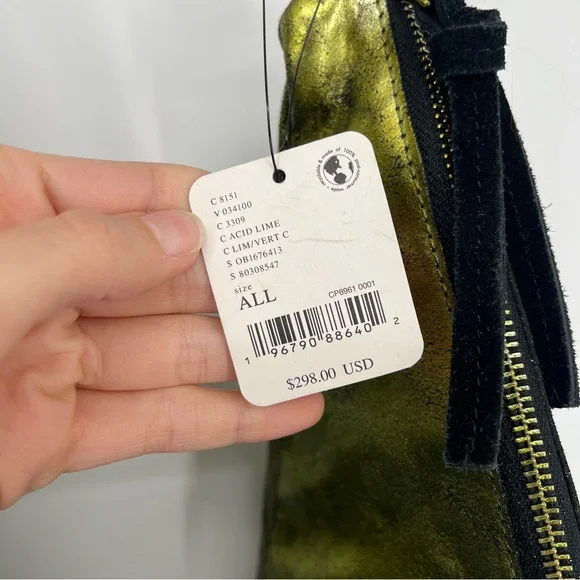 C 8151
V 034100
C 3309
C ACID LIME
C LIM/VERT C
S OB1676413
S 80308547
size
ALL
CP8961 0001
1 96790 88640 2
$298.00 USD